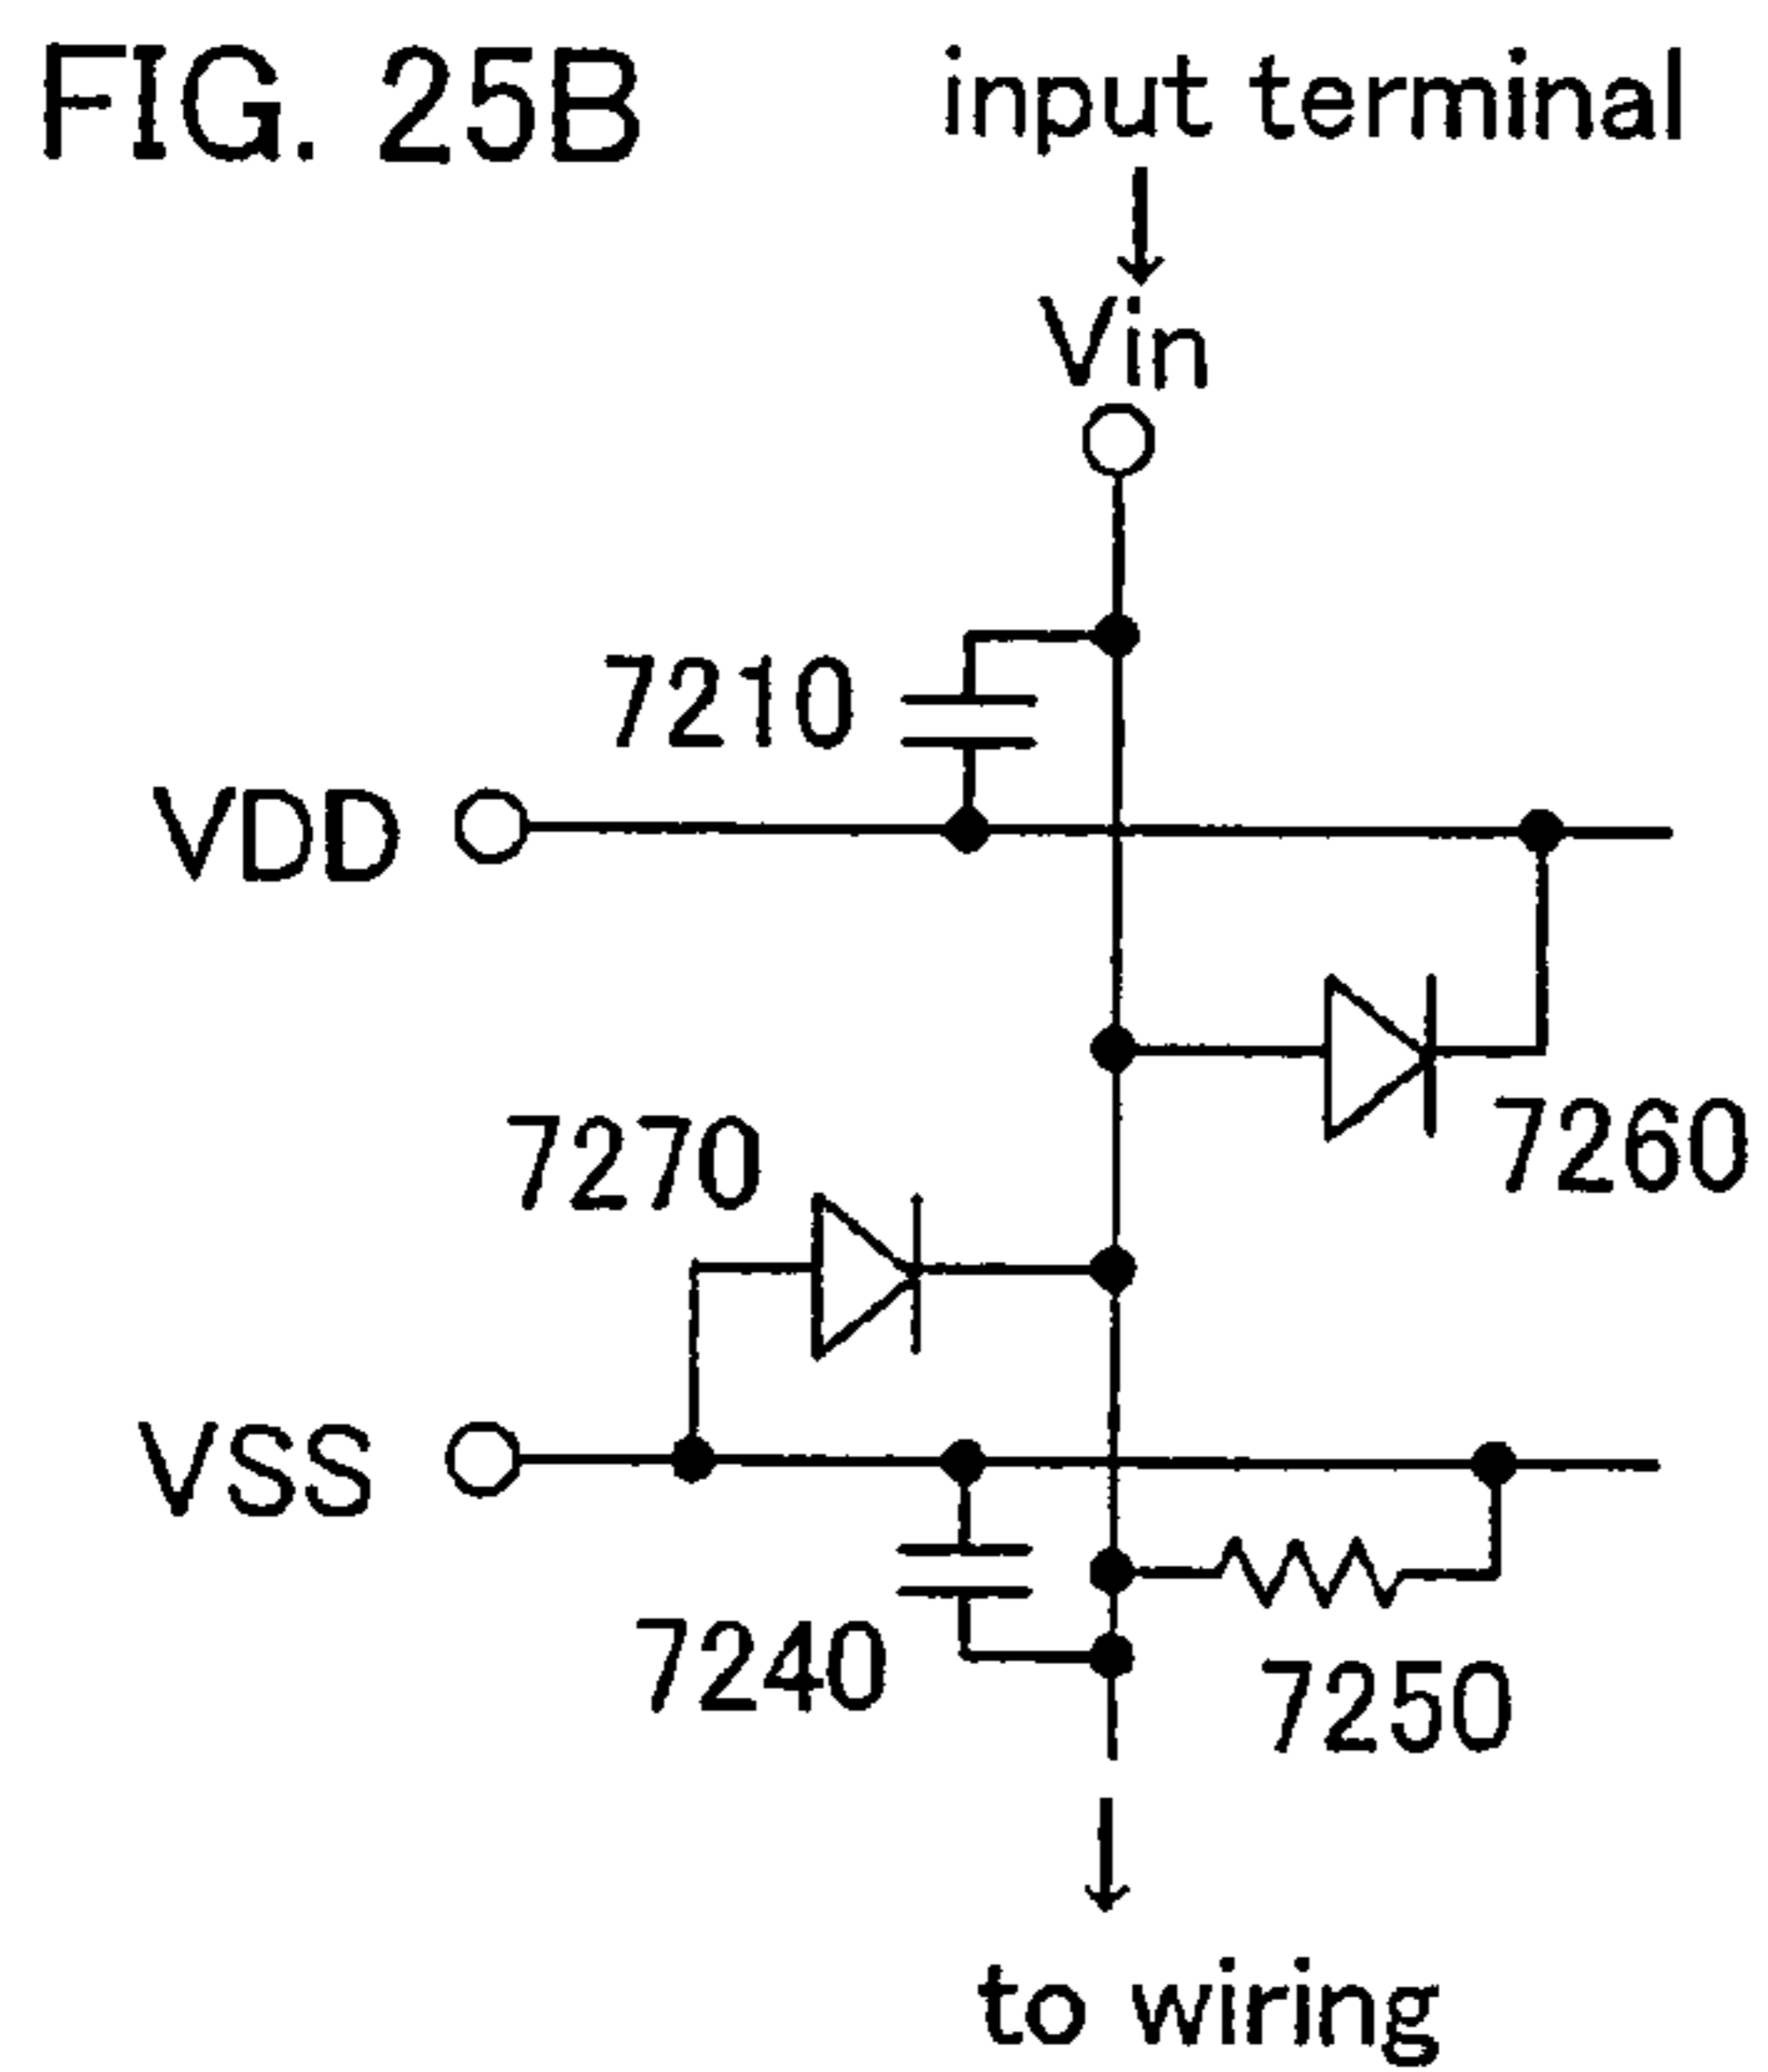 FIG. 25B
input terminal
Vin
7210
VDD
7260
7270
VSS
7240
7250
to wiring